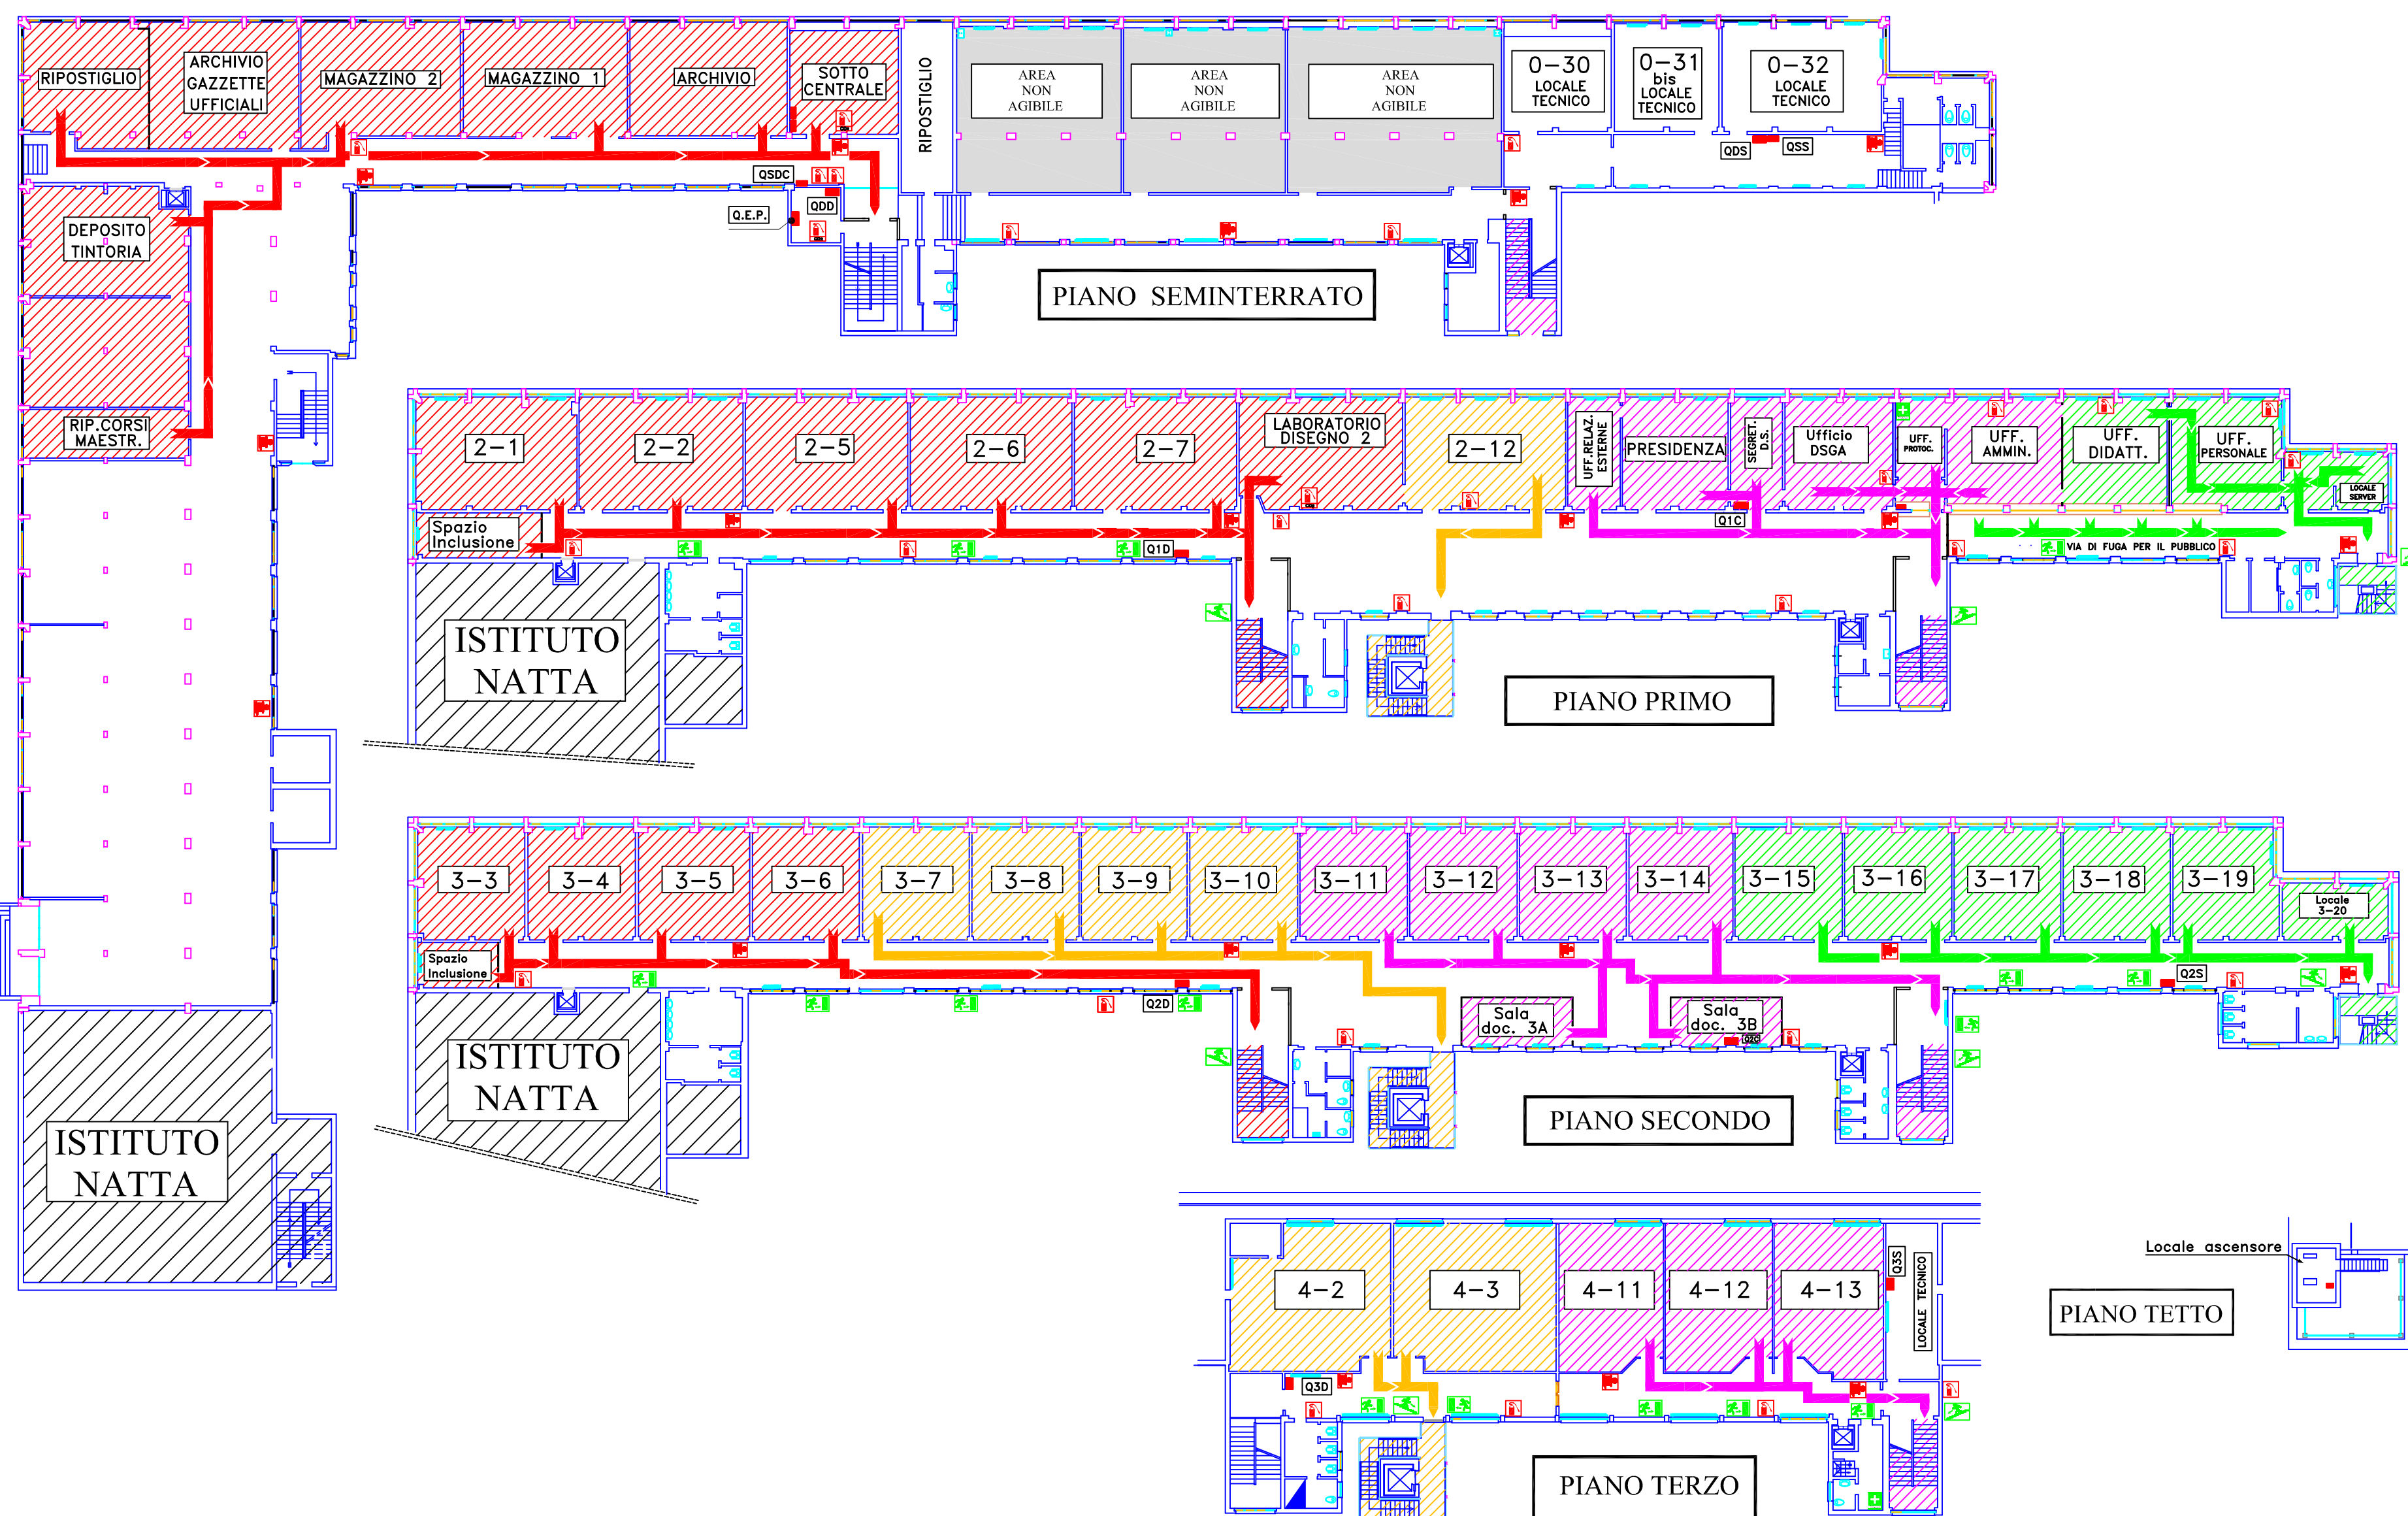 RIPOSTIGLIO
ARCHIVIO
GAZZETTE
UFFICIALI
MAGAZZINO 2
MAGAZZINO 1
ARCHIVIO
SOTTO
CENTRALE
RIPOSTIGLIO
AREA
NON
AGIBILE
AREA
NON
AGIBILE
AREA
NON
AGIBILE
0-30
LOCALE
TECNICO
0-31
bis
LOCALE
TECNICO
0-32
LOCALE
TECNICO
QDS
QSS
QSDC
QDD
Q.E.P.
DEPOSITO
TINTORIA
RIP.CORSI
MAESTR.
PIANO SEMINTERRATO
2-1
2-2
2-5
2-6
2-7
LABORATORIO
DISEGNO 2
2-12
UFF.RELAZ.
ESTERNE
PRESIDENZA
SEGRET.
D.S.
Ufficio
DSGA
UFF.
PROTOC.
UFF.
AMMIN.
UFF.
DIDATT.
UFF.
PERSONALE
LOCALE
SERVER
Spazio
Inclusione
Q1D
Q1C
VIA DI FUGA PER IL PUBBLICO
ISTITUTO
NATTA
PIANO PRIMO
3-3
3-4
3-5
3-6
3-7
3-8
3-9
3-10
3-11
3-12
3-13
3-14
3-15
3-16
3-17
3-18
3-19
Locale
3-20
Spazio
Inclusione
Q2D
Q2S
Sala
doc. 3A
Sala
doc. 3B
Q2C
ISTITUTO
NATTA
PIANO SECONDO
ISTITUTO
NATTA
4-2
4-3
4-11
4-12
4-13
Q3S
LOCALE TECNICO
Q3D
PIANO TERZO
Locale ascensore
PIANO TETTO